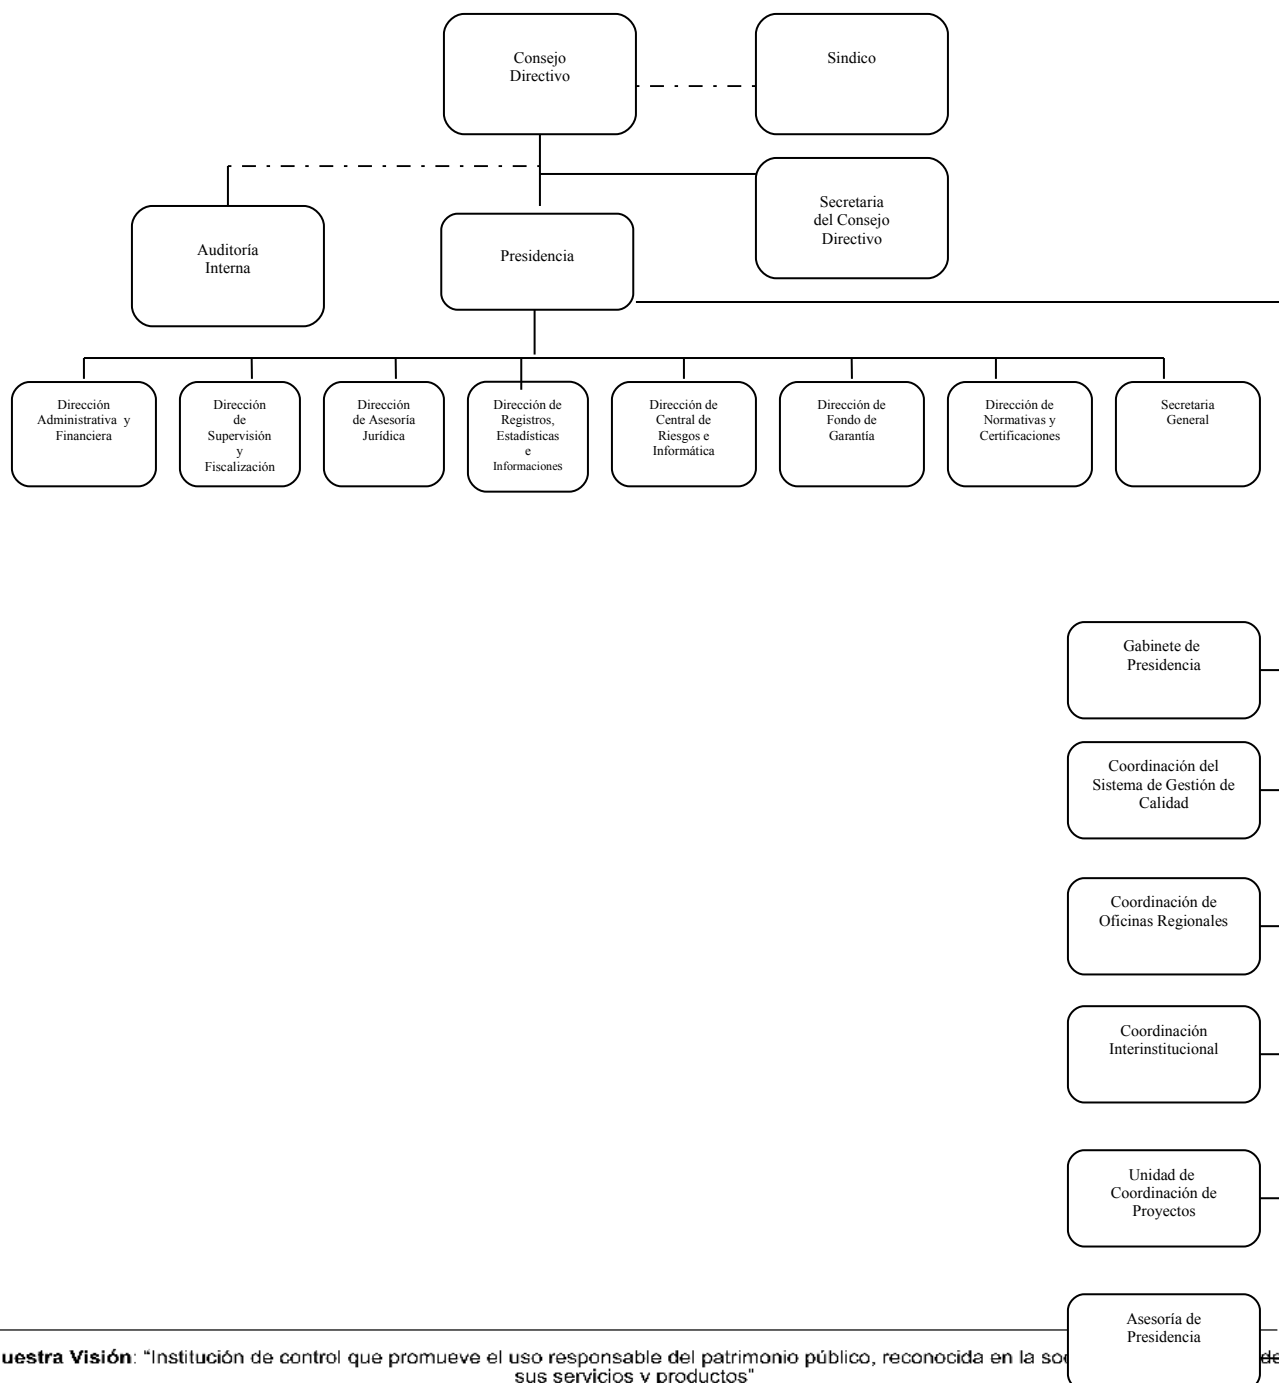 Consejo
Directivo
Sindico
Secretaria
del Consejo
Directivo
Auditoría
Interna
Presidencia
Dirección
Administrativa y
Financiera
Dirección
de
Supervisión
y
Fiscalización
Dirección
de Asesoría
Jurídica
Dirección de
Registros,
Estadísticas
e
Informaciones
Dirección de
Central de
Riesgos e
Informática
Dirección de
Fondo de
Garantía
Dirección de
Normativas y
Certificaciones
Secretaria
General
Gabinete de
Presidencia
Coordinación del
Sistema de Gestión de
Calidad
Coordinación de
Oficinas Regionales
Coordinación
Interinstitucional
Unidad de
Coordinación de
Proyectos
Asesoría de
Presidencia
uestra Visión: “Institución de control que promueve el uso responsable del patrimonio público, reconocida en la so de
sus servicios y productos"